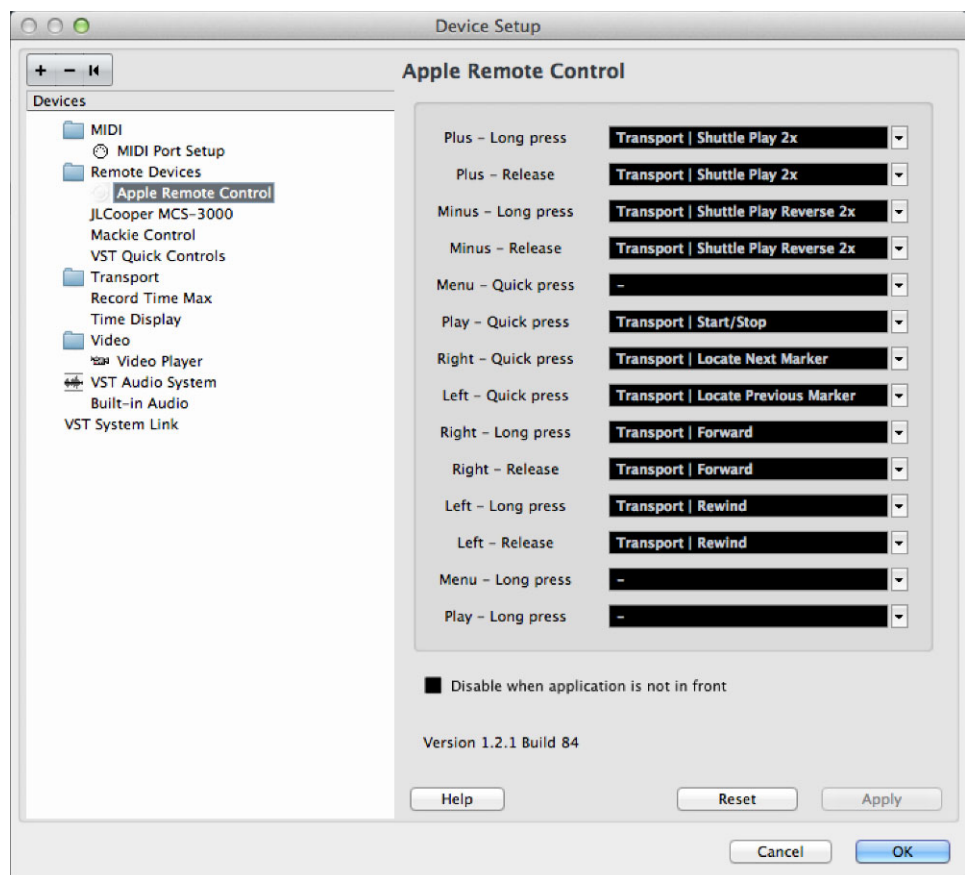 Device Setup
+ −
Apple Remote Control
Devices
MIDI
MIDI Port Setup
Remote Devices
Apple Remote Control
JLCooper MCS–3000
Mackie Control
VST Quick Controls
Transport
Record Time Max
Time Display
Video
Video Player
VST Audio System
Built–in Audio
VST System Link
Plus – Long press Transport | Shuttle Play 2x
Plus – Release Transport | Shuttle Play 2x
Minus – Long press Transport | Shuttle Play Reverse 2x
Minus – Release Transport | Shuttle Play Reverse 2x
Menu – Quick press –
Play – Quick press Transport | Start/Stop
Right – Quick press Transport | Locate Next Marker
Left – Quick press Transport | Locate Previous Marker
Right – Long press Transport | Forward
Right – Release Transport | Forward
Left – Long press Transport | Rewind
Left – Release Transport | Rewind
Menu – Long press –
Play – Long press –
Disable when application is not in front
Version 1.2.1 Build 84
Help Reset Apply
Cancel OK